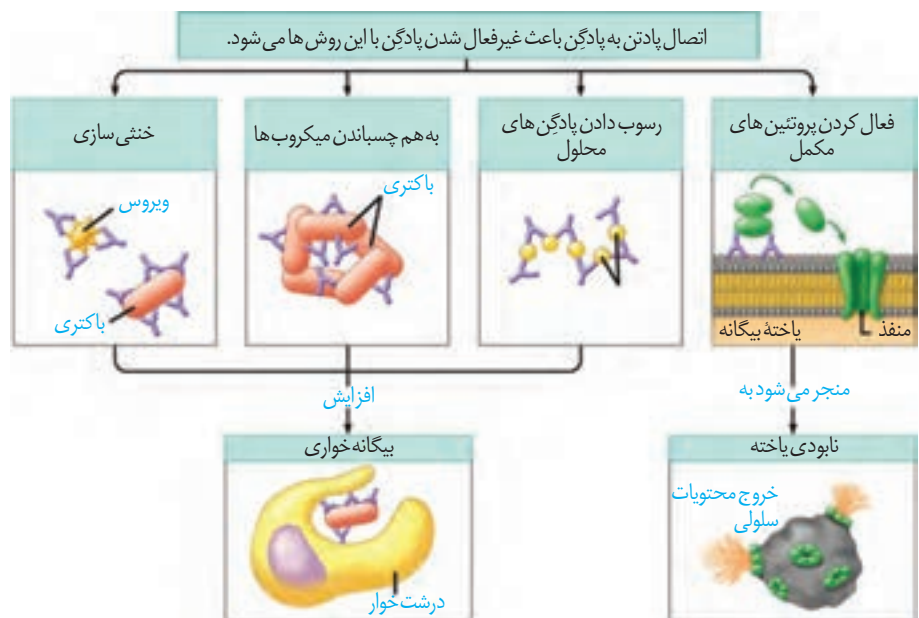 اتصال پادتن به پادگِن باعث غیرفعال شدن پادگِن با این روش ها می‌شود.
فعال کردن پروتئین های
مکمل
رسوب دادن پادگِن های
محلول
به هم چسباندن میکروب ها
خنثی سازی
ویروس
باکتری
باکتری
یاختهٔ بیگانه
منفذ
منجر می‌شود به
افزایش
نابودی یاخته
خروج محتویات
سلولی
بیگانه خواری
درشت خوار